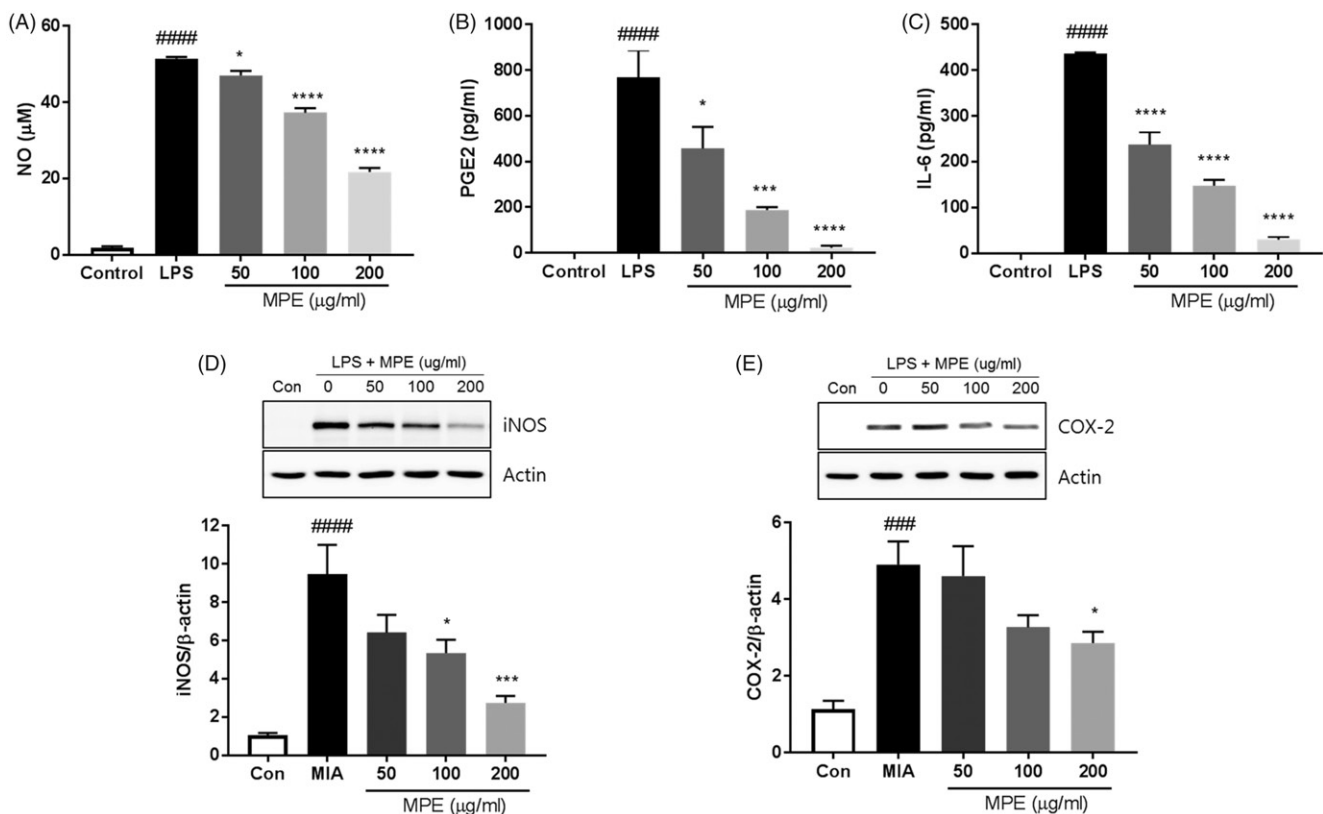 (A)
60
40
20
0
NO (μM)
####
*
****
****
Control LPS 50 100 200
MPE (μg/ml)
(B)
1000
800
600
400
200
0
PGE2 (pg/ml)
####
*
***
****
Control LPS 50 100 200
MPE (μg/ml)
(C)
500
400
300
200
100
0
IL-6 (pg/ml)
####
****
****
****
Control LPS 50 100 200
MPE (μg/ml)
(D)
LPS + MPE (ug/ml)
Con 0 50 100 200
iNOS
Actin
12
10
8
6
4
2
0
iNOS/β-actin
####
*
***
Con MIA 50 100 200
MPE (μg/ml)
(E)
LPS + MPE (ug/ml)
Con 0 50 100 200
COX-2
Actin
6
4
2
0
COX-2/β-actin
###
*
Con MIA 50 100 200
MPE (μg/ml)